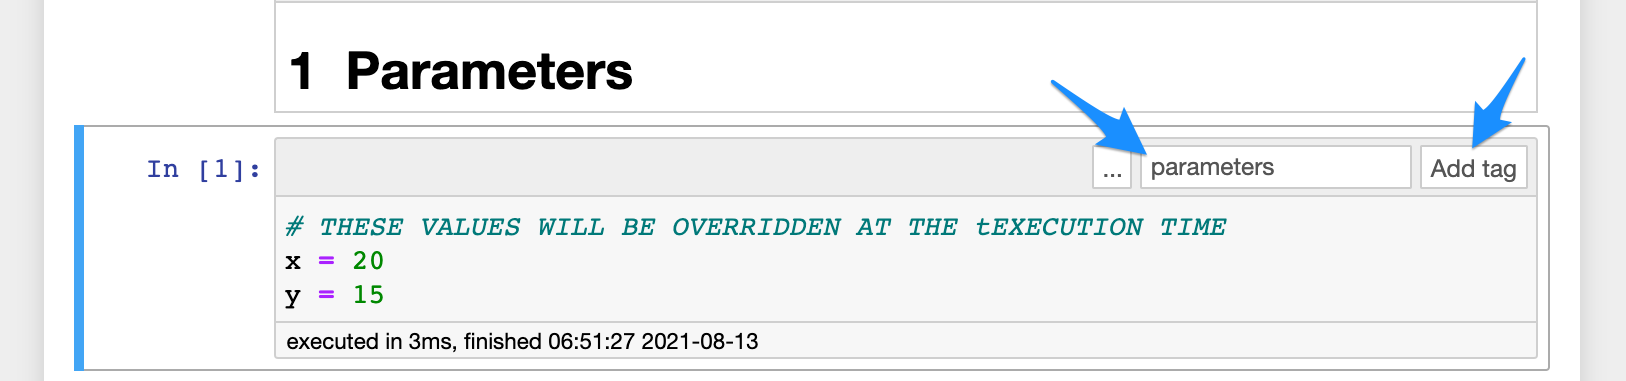 1 Parameters
In [1]:
... parameters Add tag
# THESE VALUES WILL BE OVERRIDDEN AT THE tEXECUTION TIME
x = 20
y = 15
executed in 3ms, finished 06:51:27 2021-08-13